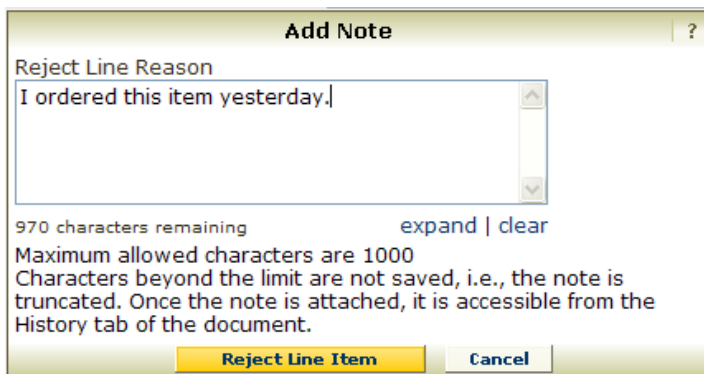 Add Note
?
Reject Line Reason
I ordered this item yesterday.
970 characters remaining
expand | clear
Maximum allowed characters are 1000
Characters beyond the limit are not saved, i.e., the note is
truncated. Once the note is attached, it is accessible from the
History tab of the document.
Reject Line Item
Cancel